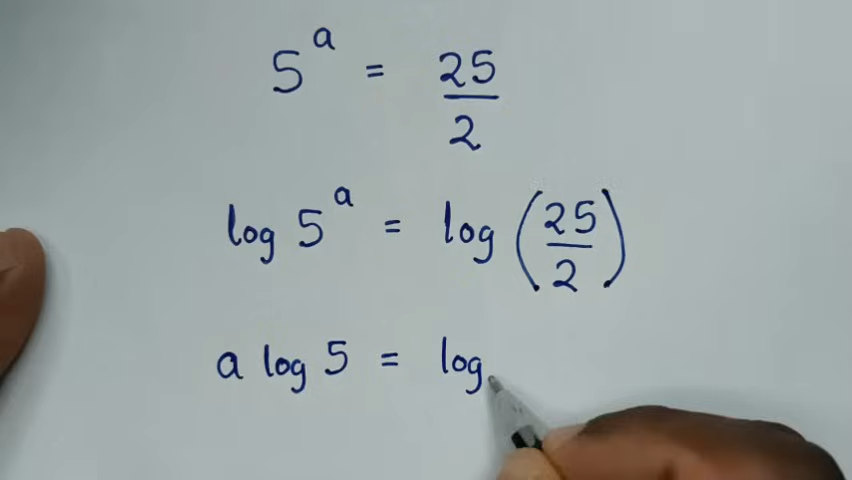 5^a = 25/2
log 5^a = log (25/2)
a log 5 = log